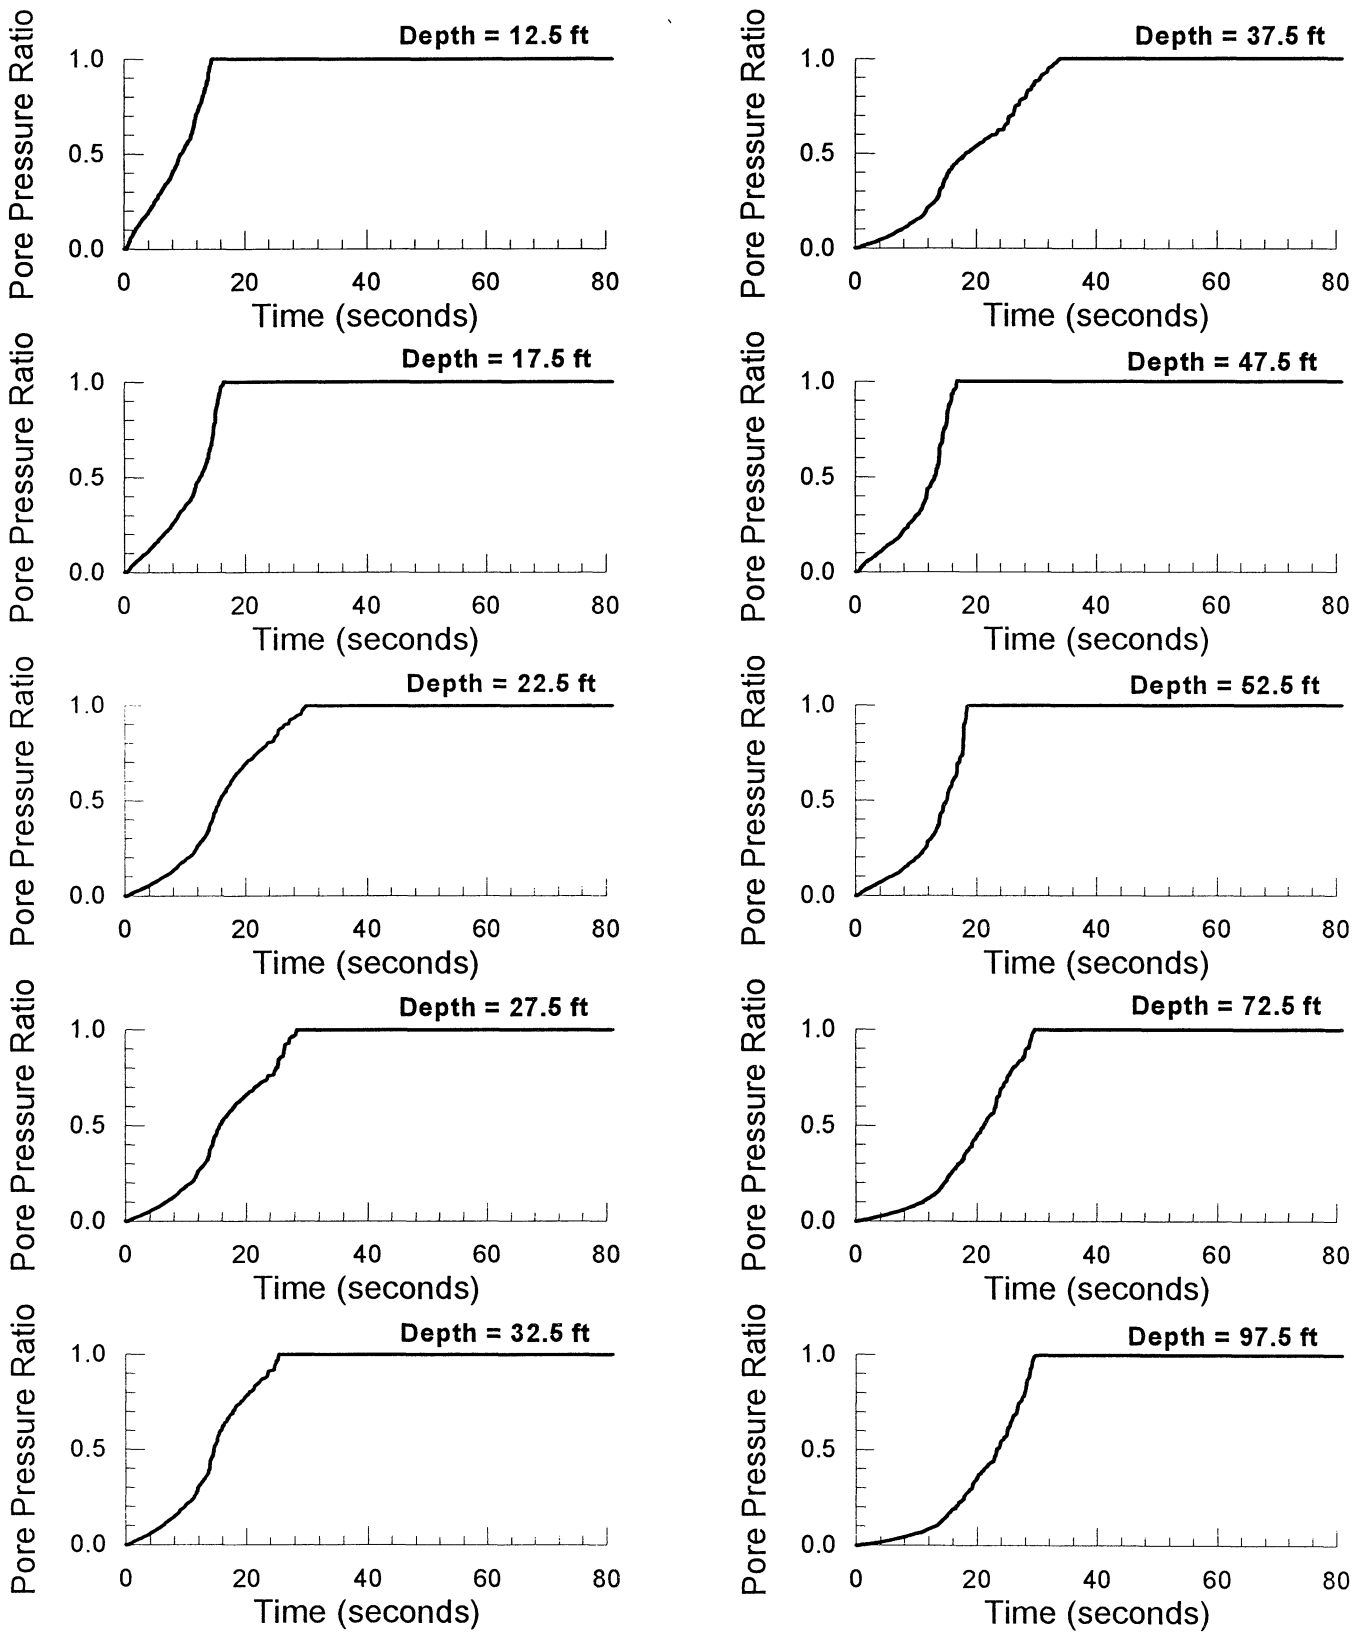 Depth = 12.5 ft
Pore Pressure Ratio
1.0
0.5
0.0
0 20 40 60 80
Time (seconds)
Depth = 17.5 ft
Pore Pressure Ratio
1.0
0.5
0.0
0 20 40 60 80
Time (seconds)
Depth = 22.5 ft
Pore Pressure Ratio
1.0
0.5
0.0
0 20 40 60 80
Time (seconds)
Depth = 27.5 ft
Pore Pressure Ratio
1.0
0.5
0.0
0 20 40 60 80
Time (seconds)
Depth = 32.5 ft
Pore Pressure Ratio
1.0
0.5
0.0
0 20 40 60 80
Time (seconds)
Depth = 37.5 ft
Pore Pressure Ratio
1.0
0.5
0.0
0 20 40 60 80
Time (seconds)
Depth = 47.5 ft
Pore Pressure Ratio
1.0
0.5
0.0
0 20 40 60 80
Time (seconds)
Depth = 52.5 ft
Pore Pressure Ratio
1.0
0.5
0.0
0 20 40 60 80
Time (seconds)
Depth = 72.5 ft
Pore Pressure Ratio
1.0
0.5
0.0
0 20 40 60 80
Time (seconds)
Depth = 97.5 ft
Pore Pressure Ratio
1.0
0.5
0.0
0 20 40 60 80
Time (seconds)